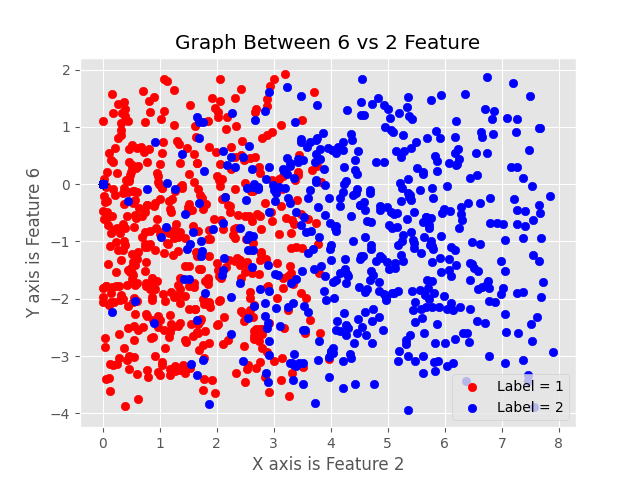 Graph Between 6 vs 2 Feature
2
1
0
−1
−2
−3
−4
Y axis is Feature 6
0 1 2 3 4 5 6 7 8
X axis is Feature 2
Label = 1
Label = 2